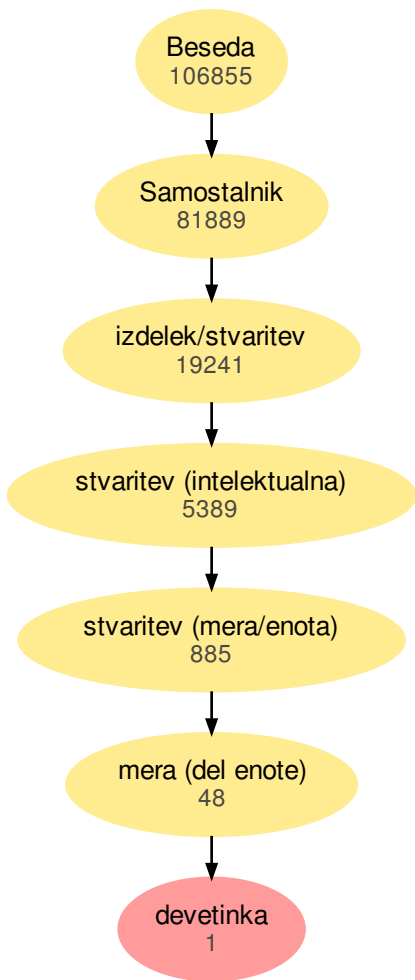 Beseda
106855
Samostalnik
81889
izdelek/stvaritev
19241
stvaritev (intelektualna)
5389
stvaritev (mera/enota)
885
mera (del enote)
48
devetinka
1